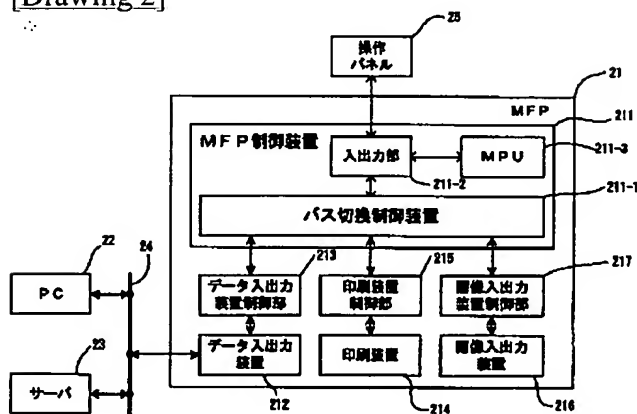 [Drawing 2]
25
操作
パネル
21
MFP
211
MFP制御装置
入出力部
MPU
211-3
211-2
211-1
バス切換制御装置
22
24
213
215
217
PC
データ入出力
装置制御部
印刷装置
制御部
画像入出力
装置制御部
データ入出力
装置
印刷装置
画像入出力
装置
23
サーバ
212
214
216